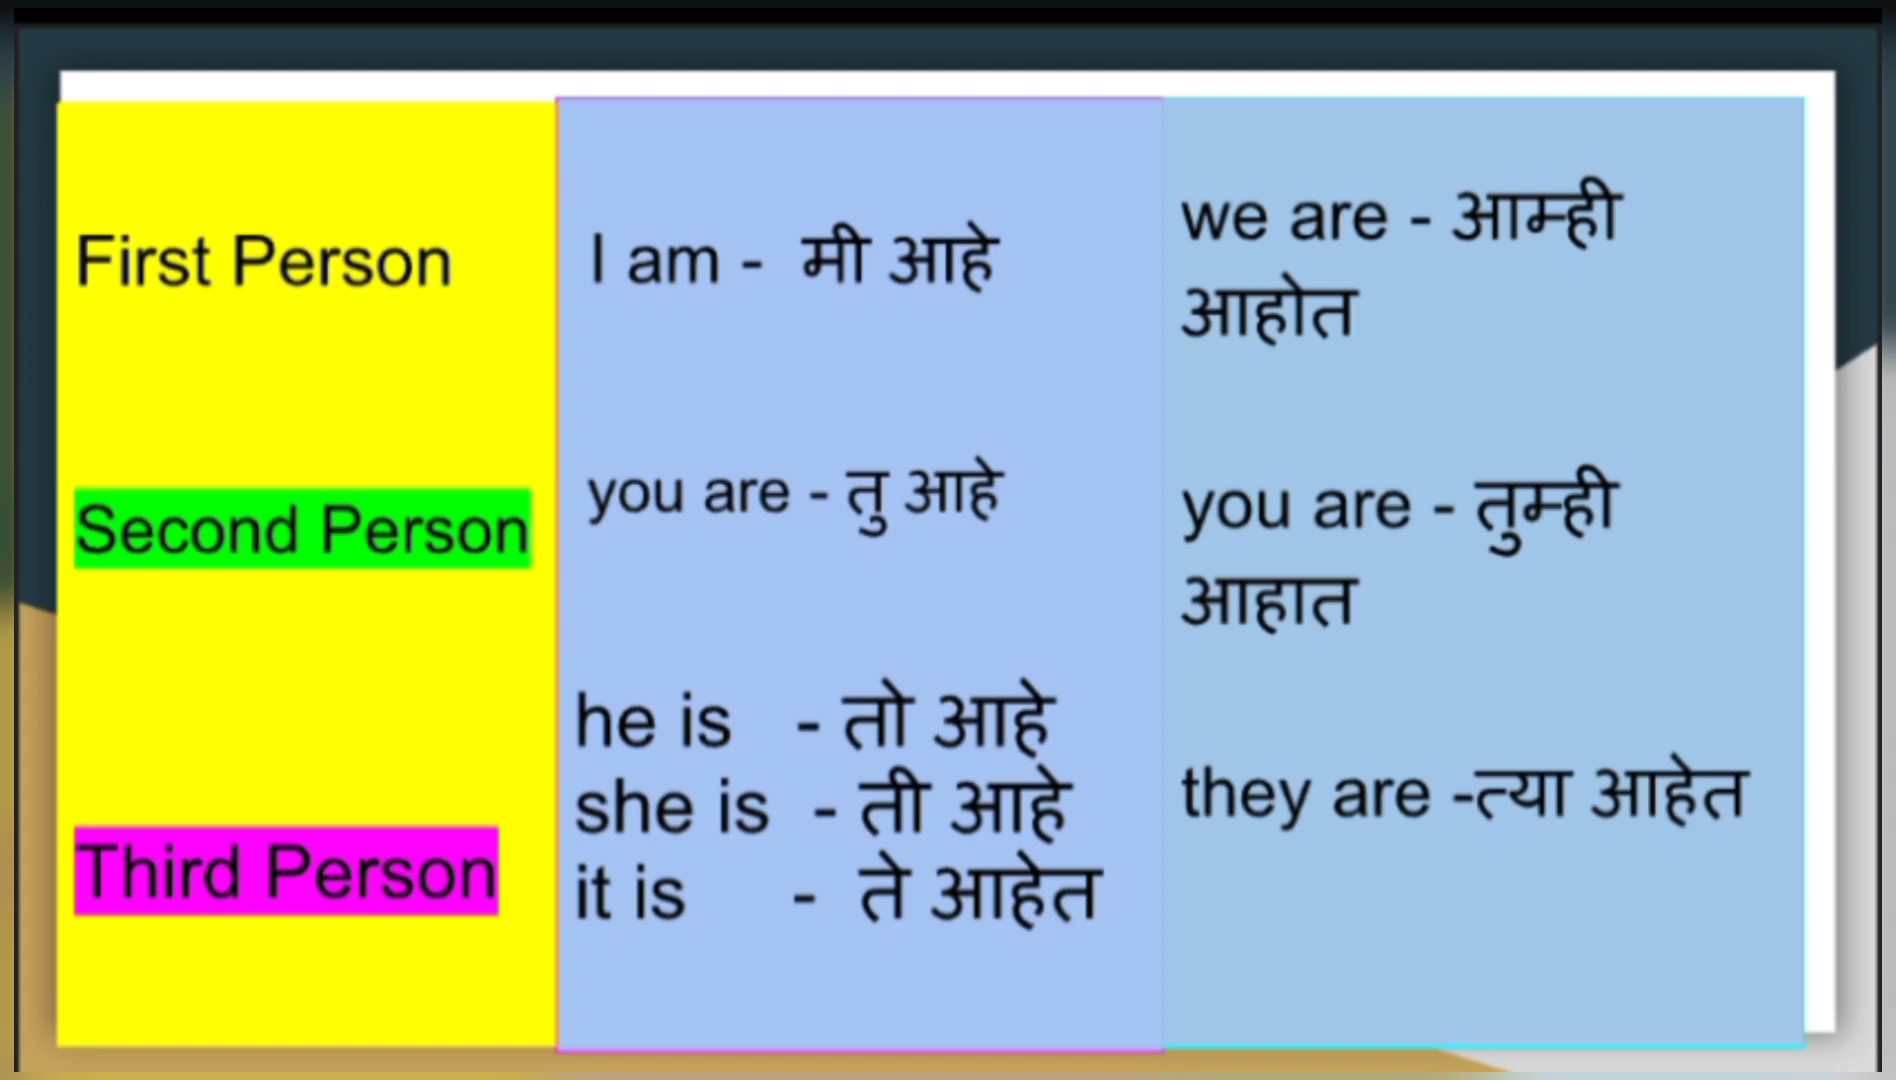 First Person
I am - मी आहे
we are - आम्ही
आहोत
Second Person
you are - तु आहे
you are - तुम्ही
आहात
Third Person
he is - तो आहे
she is - ती आहे
it is - ते आहेत
they are -त्या आहेत